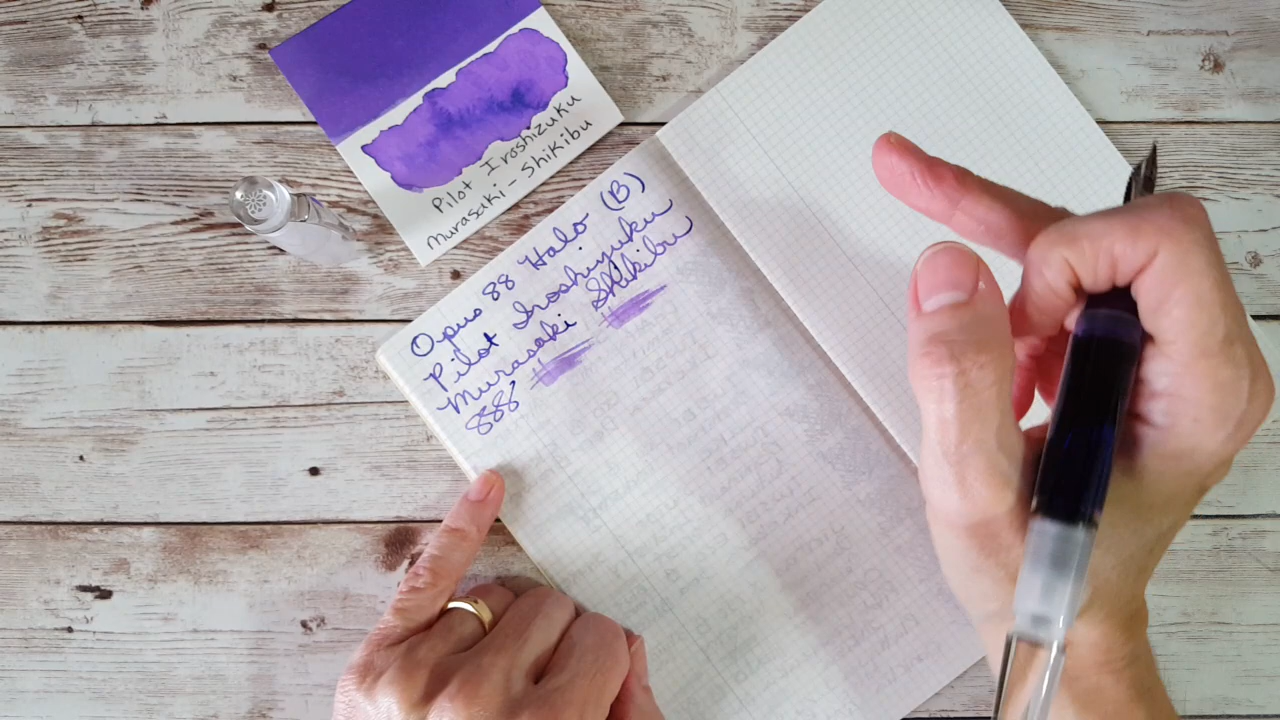 Pilot Iroshizuku
Murasaki-Shikibu
Opus 88 Halo (B)
Pilot Iroshizuku
Murasaki Shikibu
888